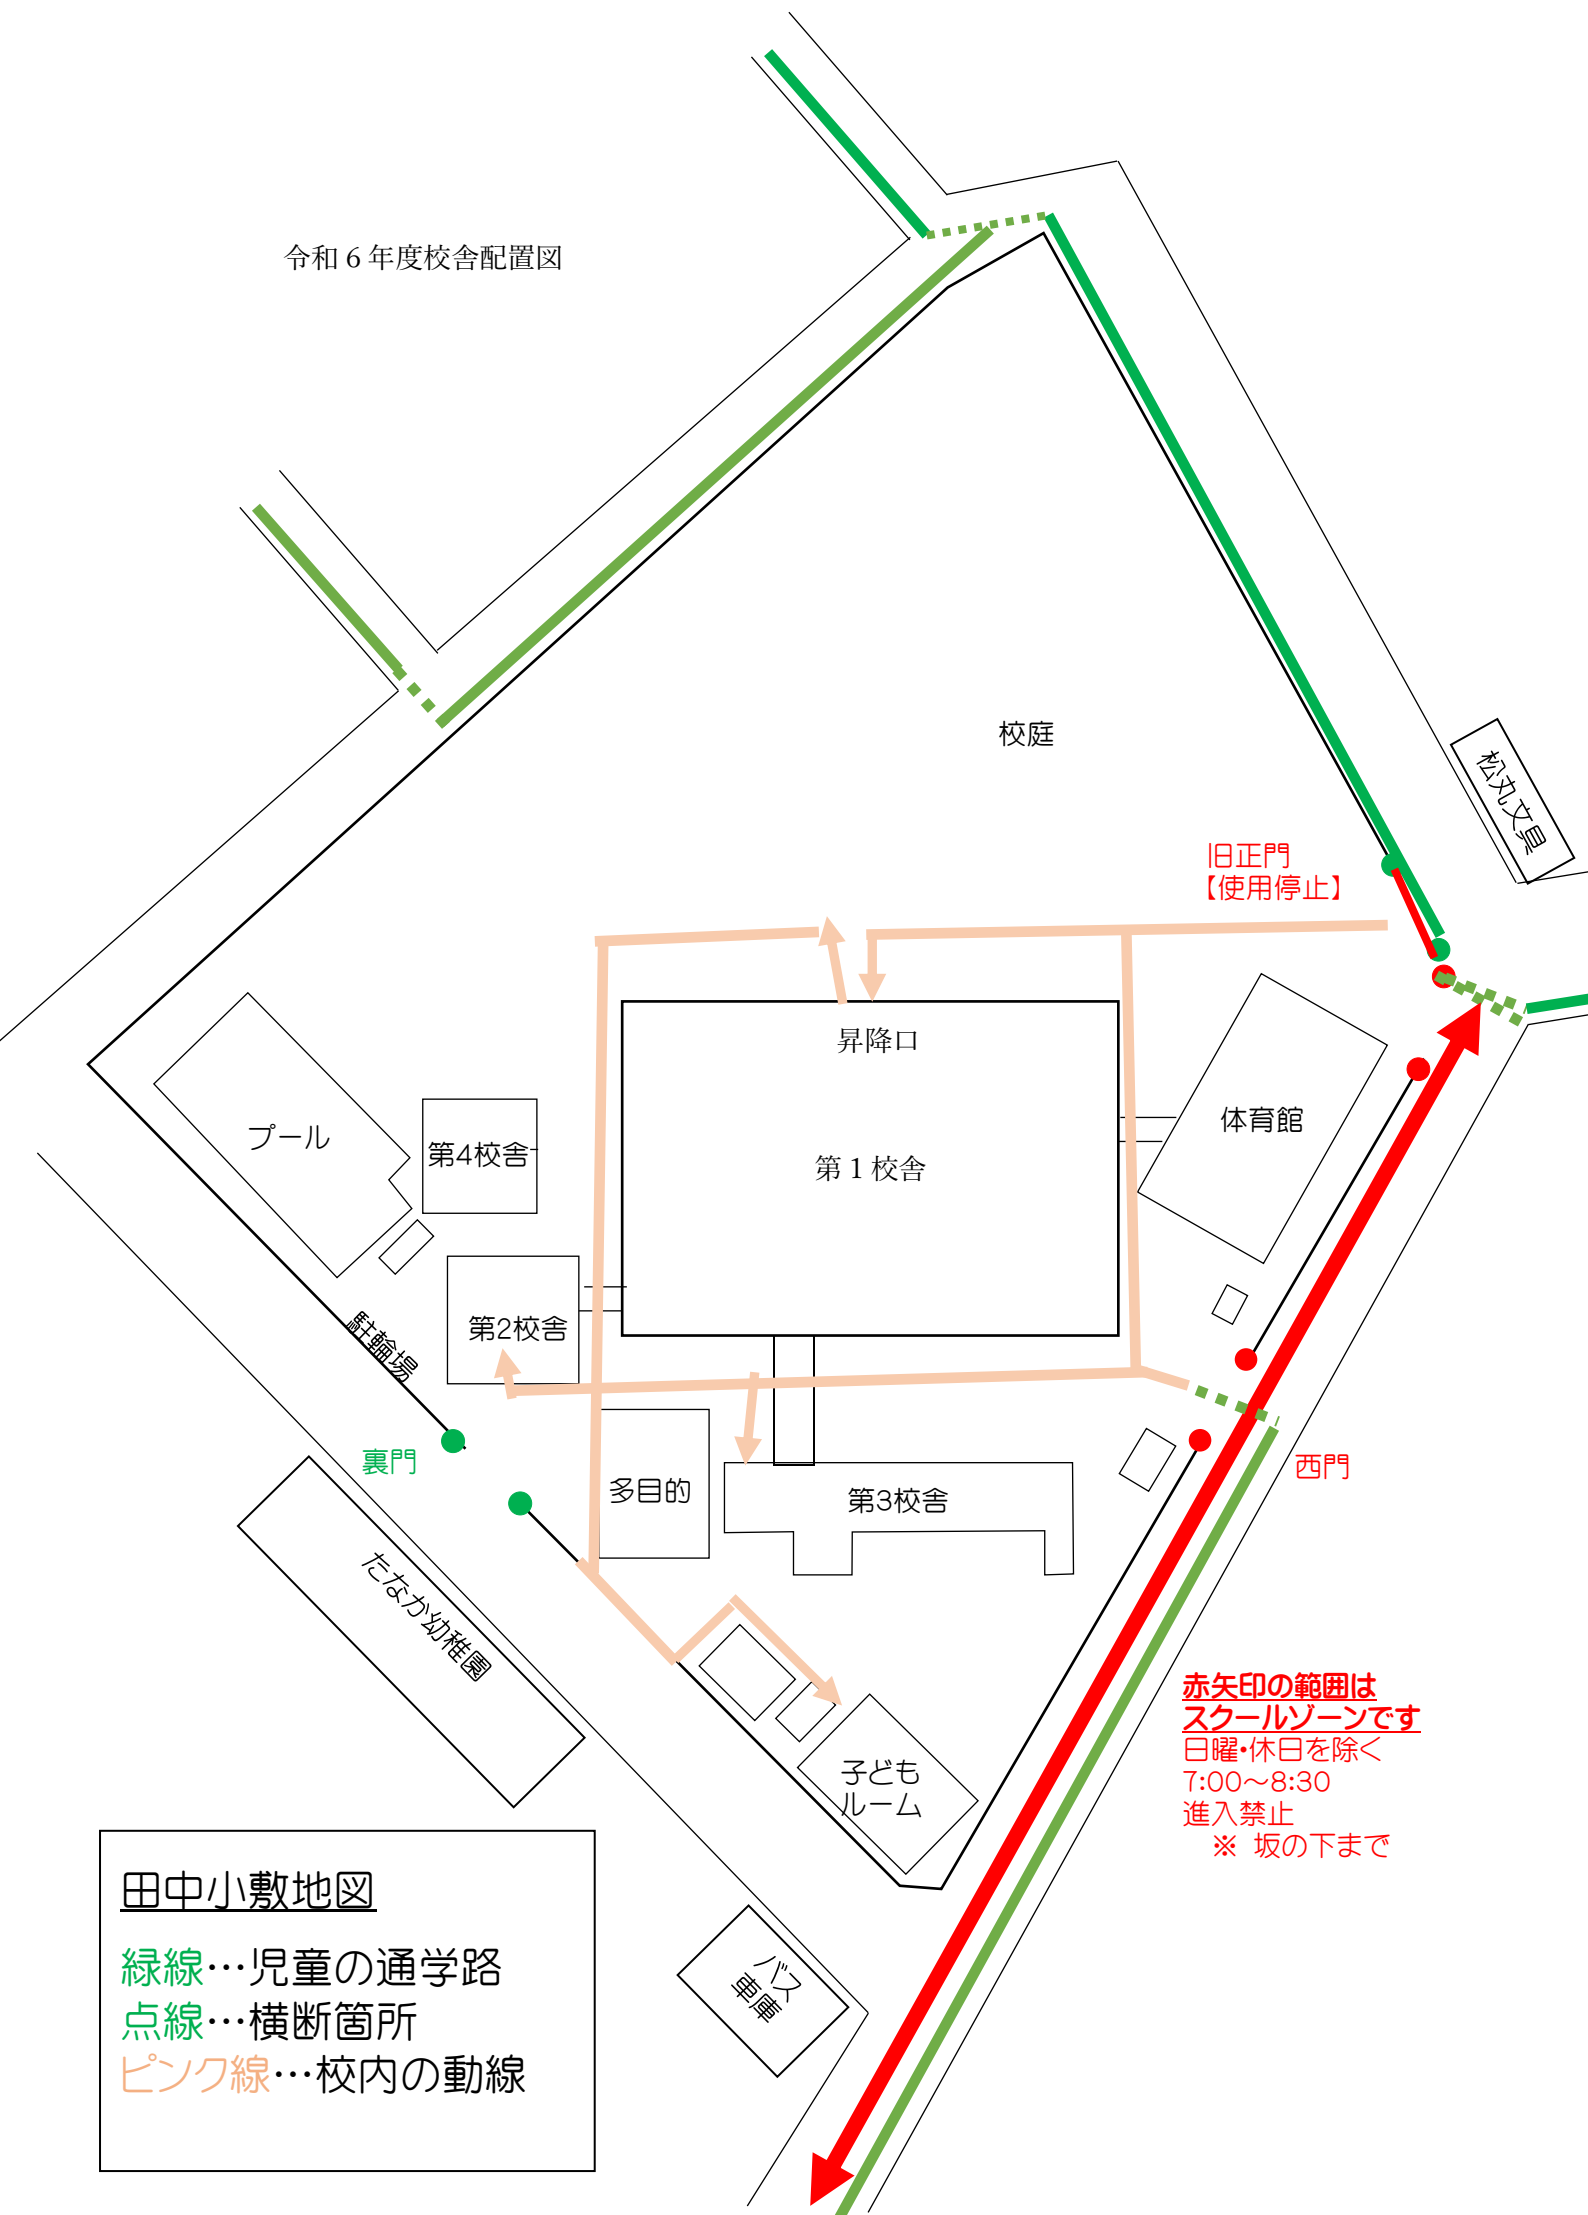 令和６年度校舎配置図
校庭
松丸文具
旧正門
【使用停止】
昇降口
体育館
プール
第4校舎
第１校舎
第2校舎
駐輪場
裏門
多目的
第3校舎
西門
たなか幼稚園
赤矢印の範囲は
スクールゾーンです
日曜・休日を除く
7:00～8:30
進入禁止
※ 坂の下まで
子ども
ルーム
バス
車庫
田中小敷地図
緑線…児童の通学路
点線…横断箇所
ピンク線…校内の動線